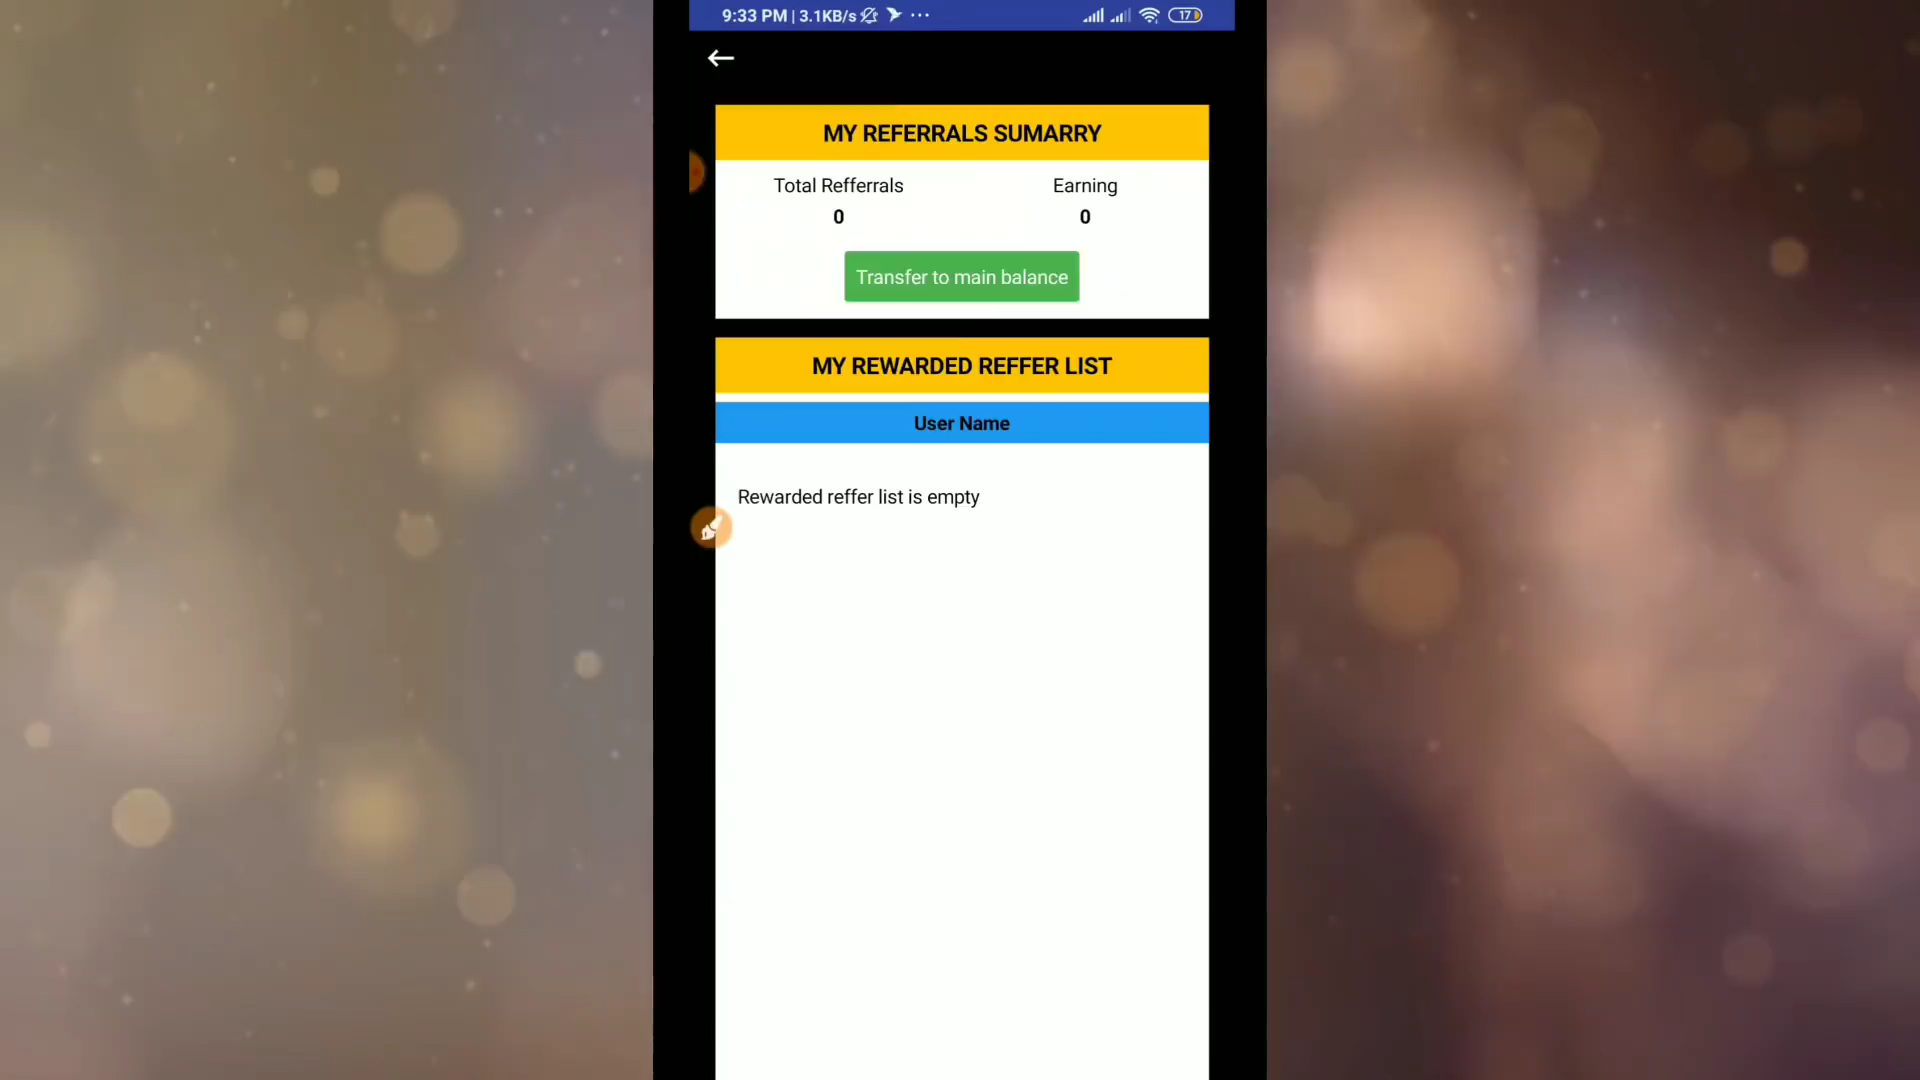 9:33 PM | 3.1KB/s ... 17
MY REFERRALS SUMARRY
Total Refferrals Earning
0 0
Transfer to main balance
MY REWARDED REFFER LIST
User Name
Rewarded reffer list is empty